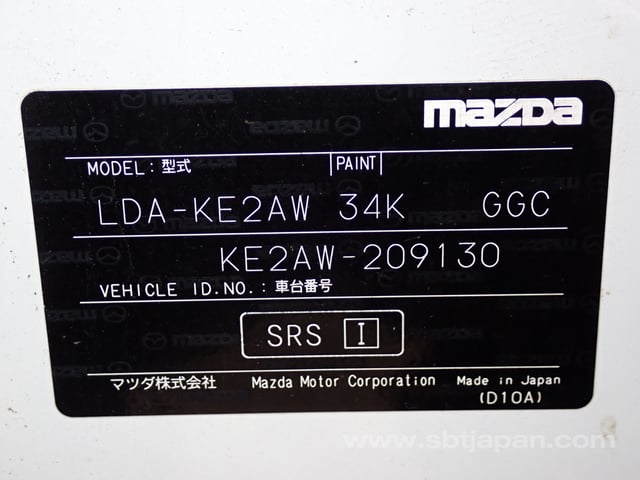 mazda
MODEL: 型式 PAINT
LDA-KE2AW 34K GGC
KE2AW-209130
VEHICLE ID.NO.: 車台番号
SRS I
マツダ株式会社 Mazda Motor Corporation Made in Japan
(D10A)
www.sbtjapan.com